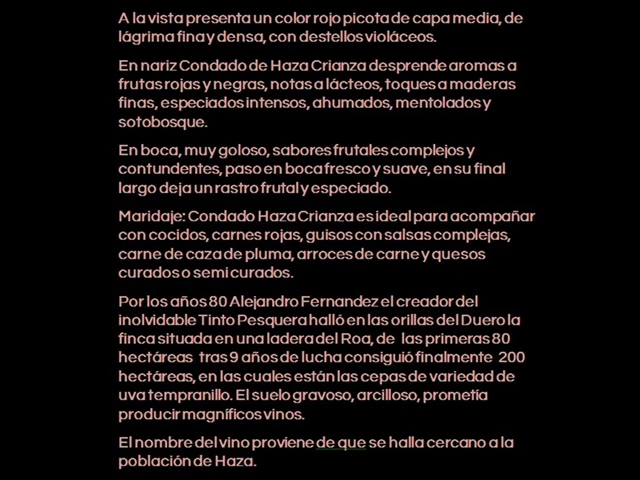 A la vista presenta un color rojo picota de capa media, de
lágrima fina y densa, con destellos violáceos.
En nariz Condado de Haza Crianza desprende aromas a
frutas rojas y negras, notas a lácteos, toques a maderas
finas, especiados intensos, ahumados, mentolados y
sotobosque.
En boca, muy goloso, sabores frutales complejos y
contundentes, paso en boca fresco y suave, en su final
largo deja un rastro frutal y especiado.
Maridaje: Condado Haza Crianza es ideal para acompañar
con cocidos, carnes rojas, guisos con salsas complejas,
carne de caza de pluma, arroces de carne y quesos
curados o semi curados.
Por los años 80 Alejandro Fernandez el creador del
inolvidable Tinto Pesquera halló en las orillas del Duero la
finca situada en una ladera del Roa, de las primeras 80
hectáreas tras 9 años de lucha consiguió finalmente 200
hectáreas, en las cuales están las cepas de variedad de
uva tempranillo. El suelo gravoso, arcilloso, prometía
producir magníficos vinos.
El nombre del vino proviene de que se halla cercano a la
población de Haza.